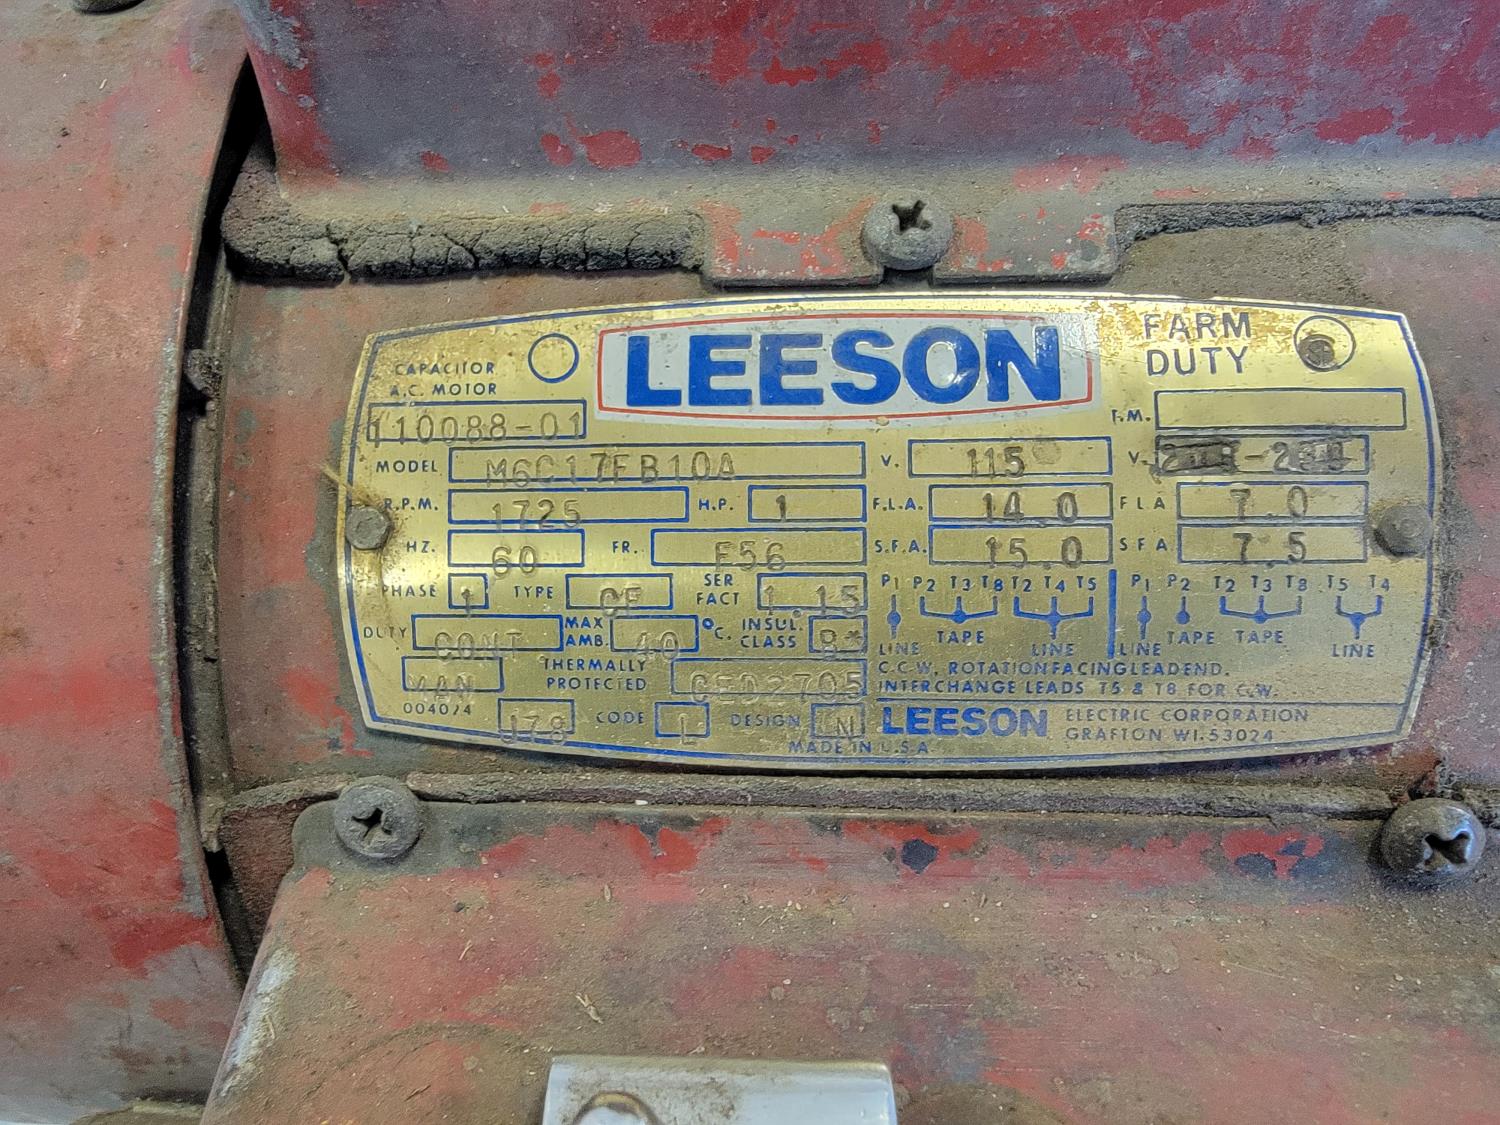 LEESON
FARM
DUTY
CAPACITOR
A.C. MOTOR
110088-01
T.M.
MODEL M6C17FB10A V. 115 V.
R.P.M. 1725 H.P. 1 F.L.A. 14.0 F L A 7.0
HZ. 60 FR. F56 S.F.A. 15.0 S F A 7.5
PHASE 1 TYPE CF SER FACT 1.15
P1 P2 T3 T8 T2 T4 T5 P1 P2 T2 T3 T8 T5 T4
LINE TAPE LINE LINE TAPE TAPE LINE
DUTY CONT MAX AMB. 40 °C. INSUL. CLASS B*
MAN THERMALLY PROTECTED CED2705
C.C.W. ROTATION FACING LEAD END.
INTERCHANGE LEADS T5 & T8 FOR C.W.
004074
J78 CODE L DESIGN N
LEESON ELECTRIC CORPORATION
GRAFTON WI. 53024
MADE IN U.S.A.